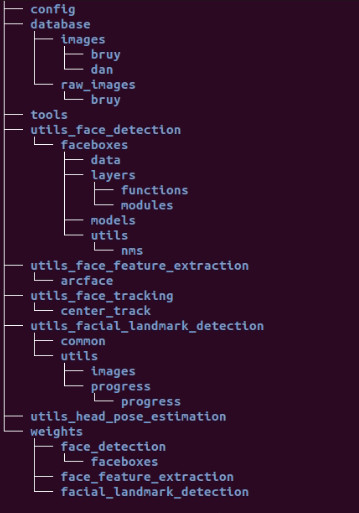 config
database
images
bruy
dan
raw_images
bruy
tools
utils_face_detection
faceboxes
data
layers
functions
modules
models
utils
nms
utils_face_feature_extraction
arcface
utils_face_tracking
center_track
utils_facial_landmark_detection
common
utils
images
progress
progress
utils_head_pose_estimation
weights
face_detection
faceboxes
face_feature_extraction
facial_landmark_detection